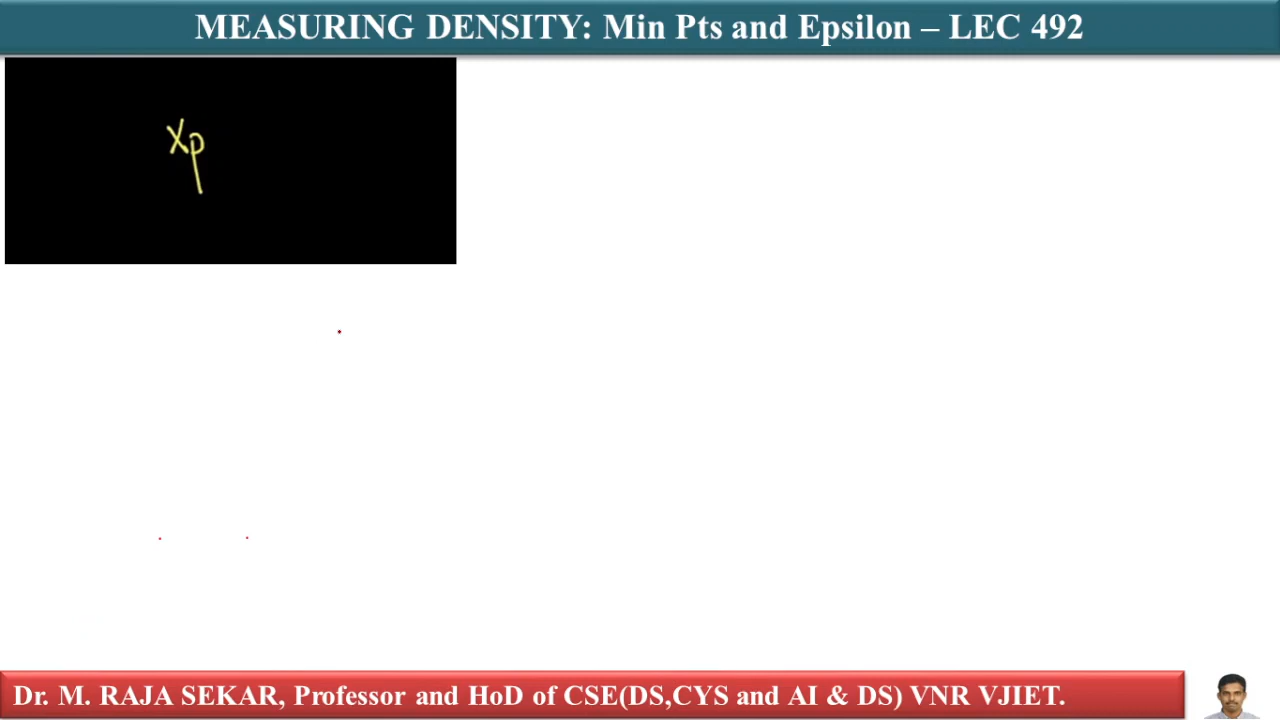 MEASURING DENSITY: Min Pts and Epsilon – LEC 492
xp
Dr. M. RAJA SEKAR, Professor and HoD of CSE(DS,CYS and AI & DS) VNR VJIET.